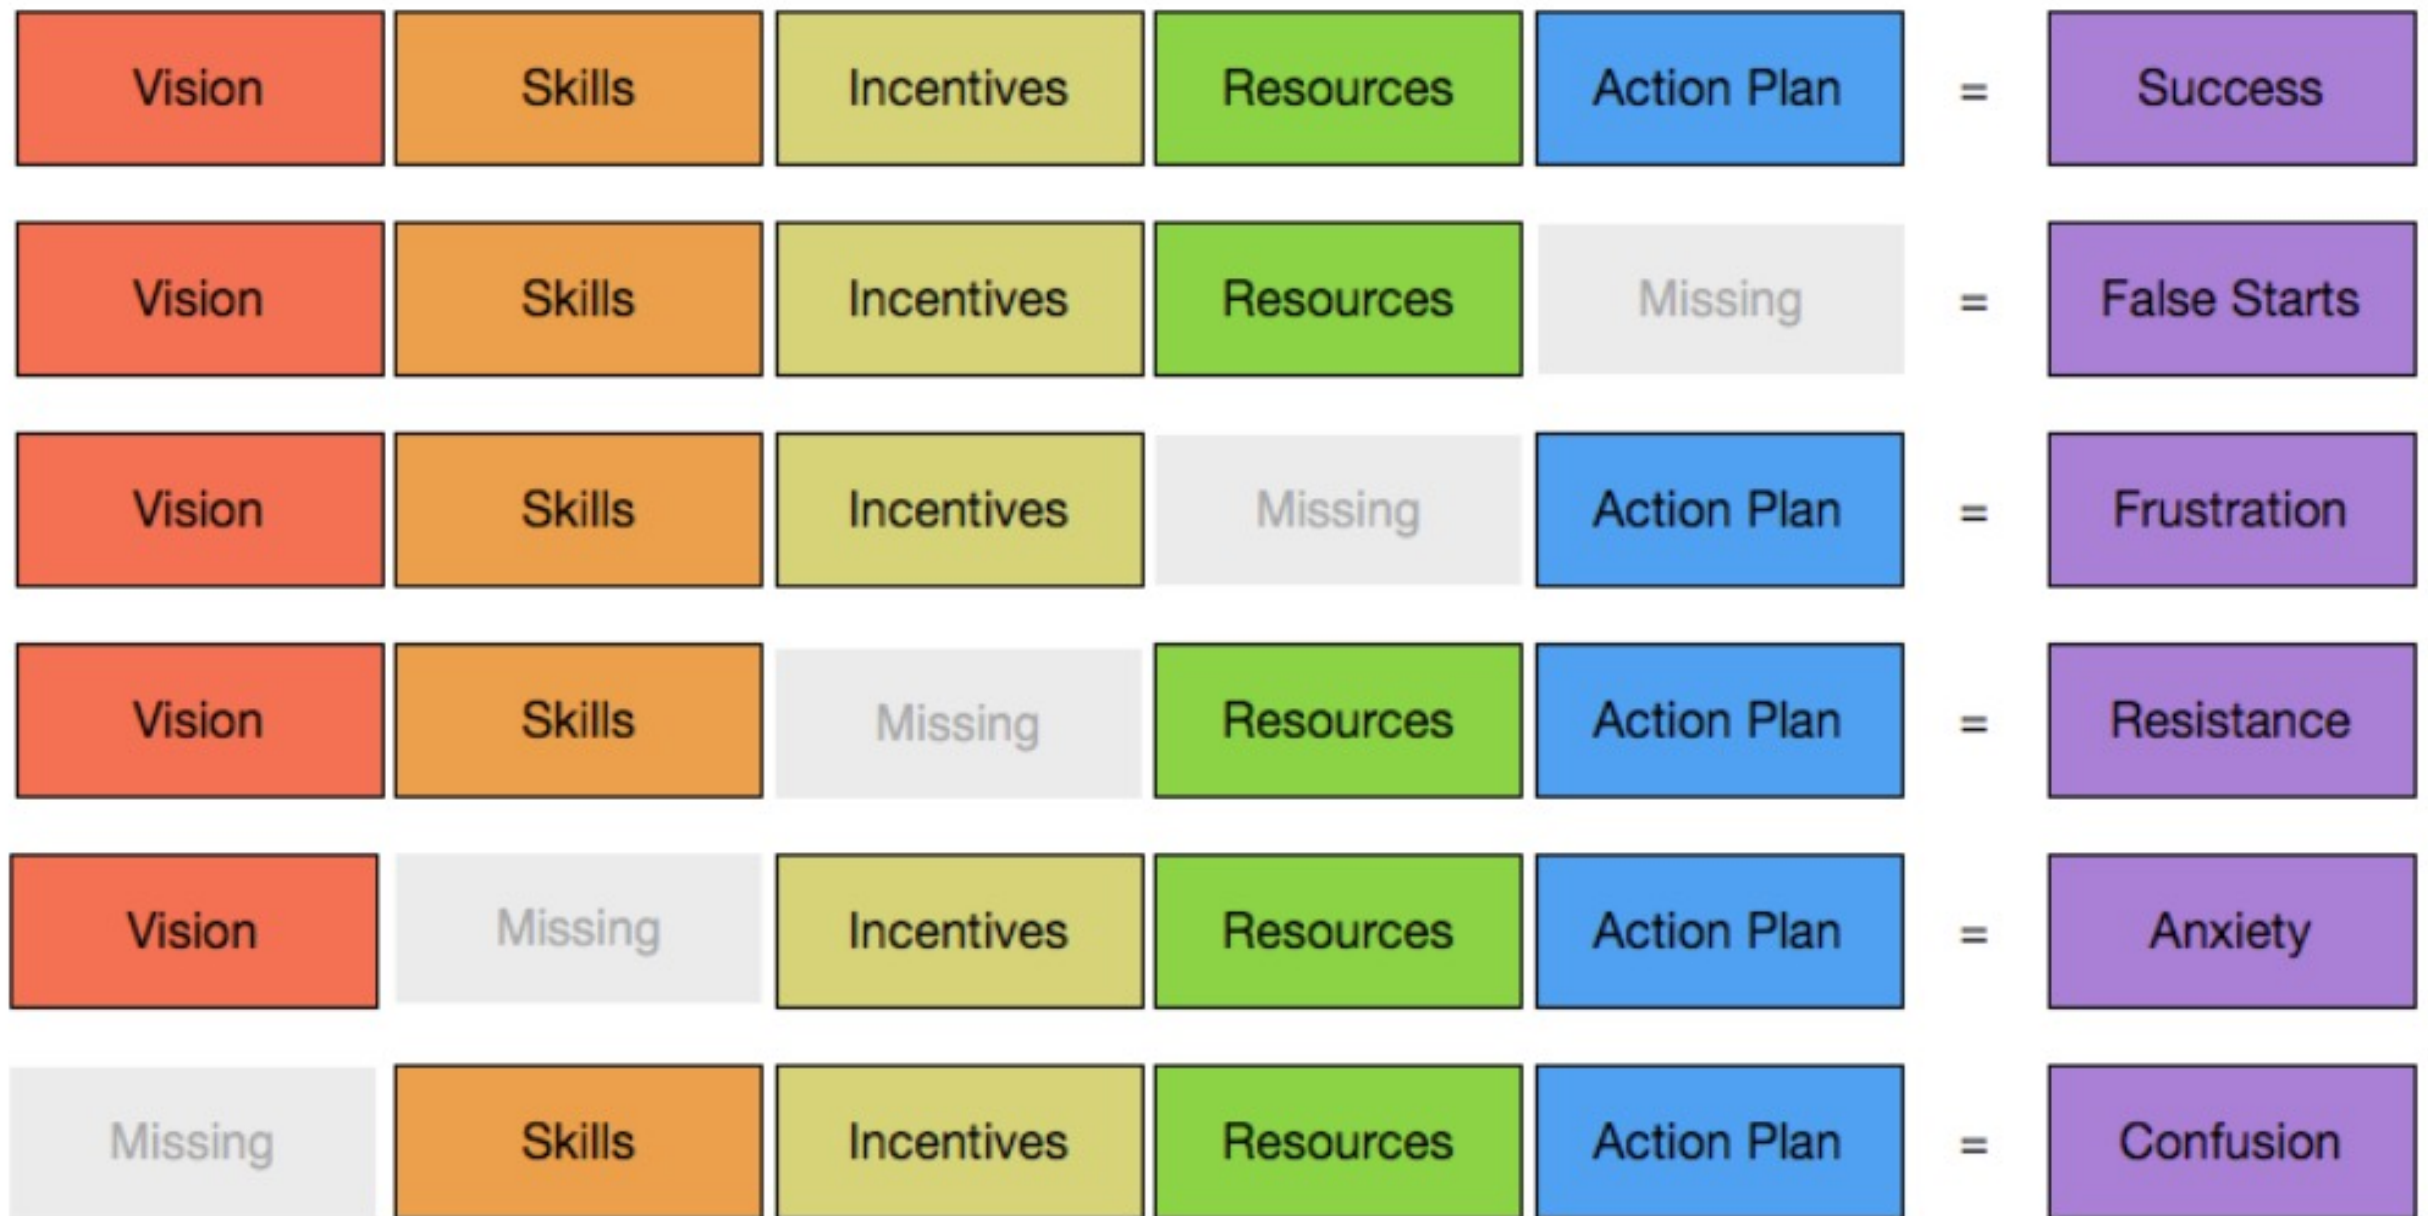 Vision Skills Incentives Resources Action Plan = Success
Vision Skills Incentives Resources Missing = False Starts
Vision Skills Incentives Missing Action Plan = Frustration
Vision Skills Missing Resources Action Plan = Resistance
Vision Missing Incentives Resources Action Plan = Anxiety
Missing Skills Incentives Resources Action Plan = Confusion